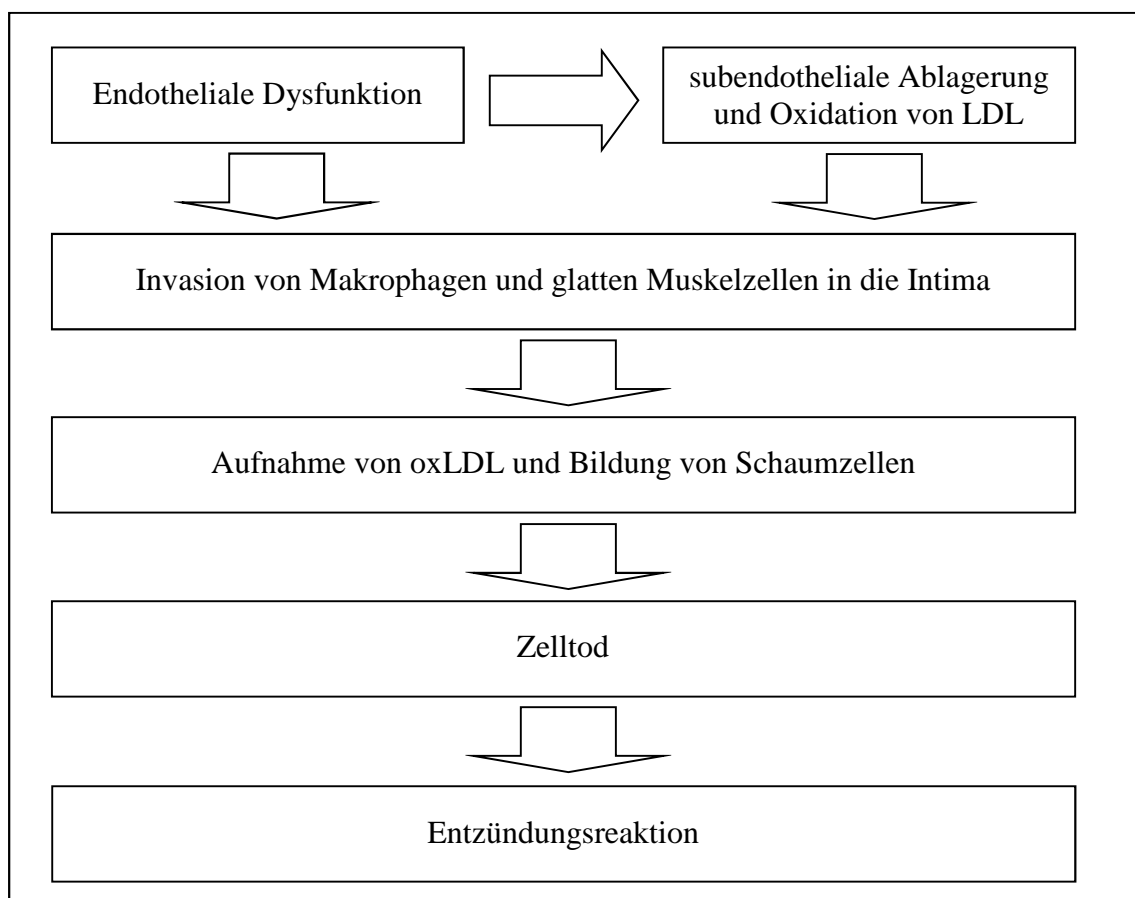 Endotheliale Dysfunktion
subendotheliale Ablagerung
und Oxidation von LDL
Invasion von Makrophagen und glatten Muskelzellen in die Intima
Aufnahme von oxLDL und Bildung von Schaumzellen
Zelltod
Entzündungsreaktion